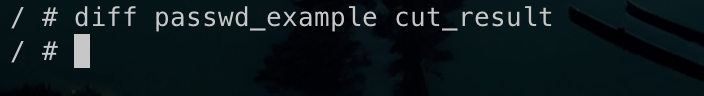 / # diff passwd_example cut_result
/ #